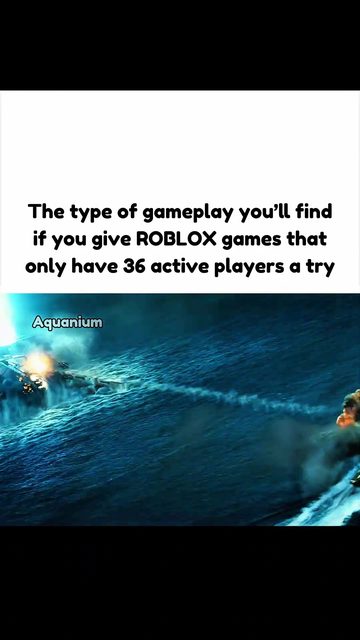 The type of gameplay you’ll find
if you give ROBLOX games that
only have 36 active players a try
Aquanium